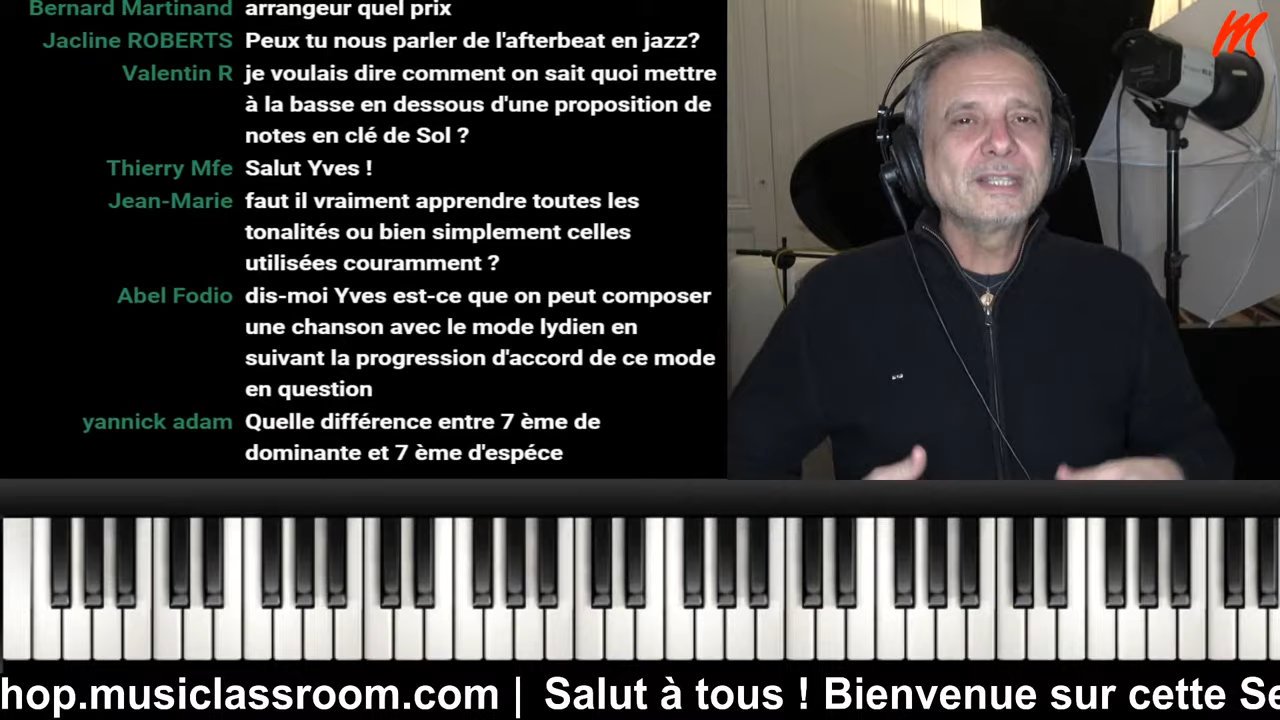 Bernard Martinand arrangeur quel prix
Jacline ROBERTS Peux tu nous parler de l'afterbeat en jazz?
Valentin R je voulais dire comment on sait quoi mettre
à la basse en dessous d'une proposition de
notes en clé de Sol ?
Thierry Mfe Salut Yves !
Jean-Marie faut il vraiment apprendre toutes les
tonalités ou bien simplement celles
utilisées couramment ?
Abel Fodio dis-moi Yves est-ce que on peut composer
une chanson avec le mode lydien en
suivant la progression d'accord de ce mode
en question
yannick adam Quelle différence entre 7 ème de
dominante et 7 ème d'espéce
hop.musiclassroom.com | Salut à tous ! Bienvenue sur cette Se